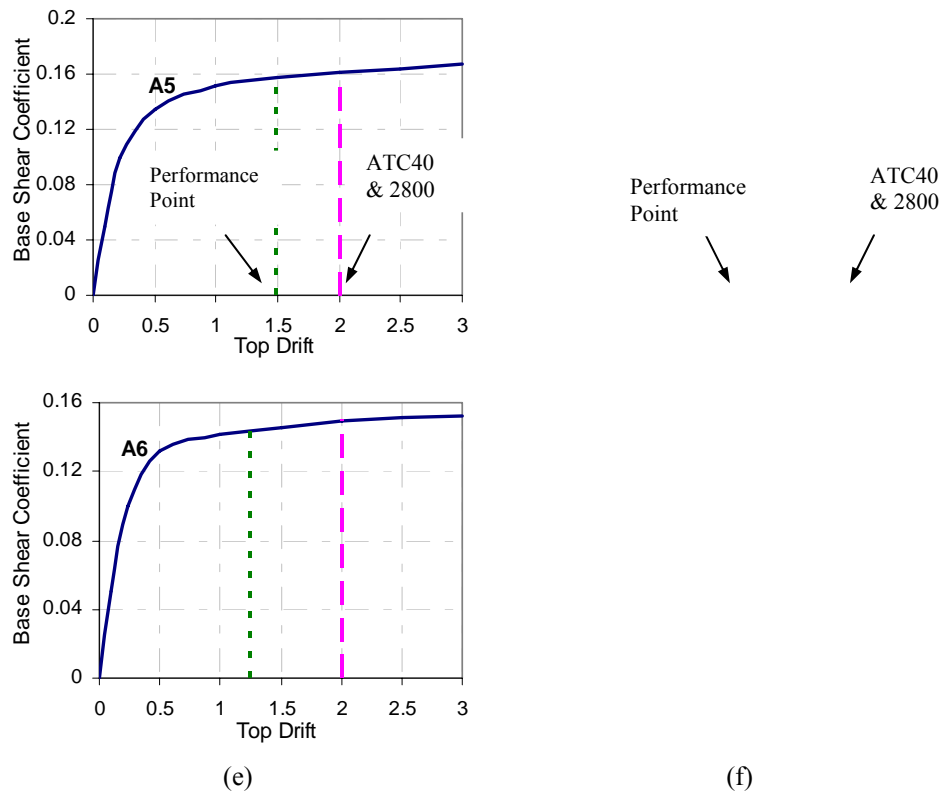 0.2
0.16
0.12
0.08
0.04
0
Base Shear Coefficient
A5
Performance
Point
ATC40
& 2800
0 0.5 1 1.5 2 2.5 3
Top Drift
Performance
Point
ATC40
& 2800
0.16
0.12
0.08
0.04
0
Base Shear Coefficient
A6
0 0.5 1 1.5 2 2.5 3
Top Drift
(e) (f)